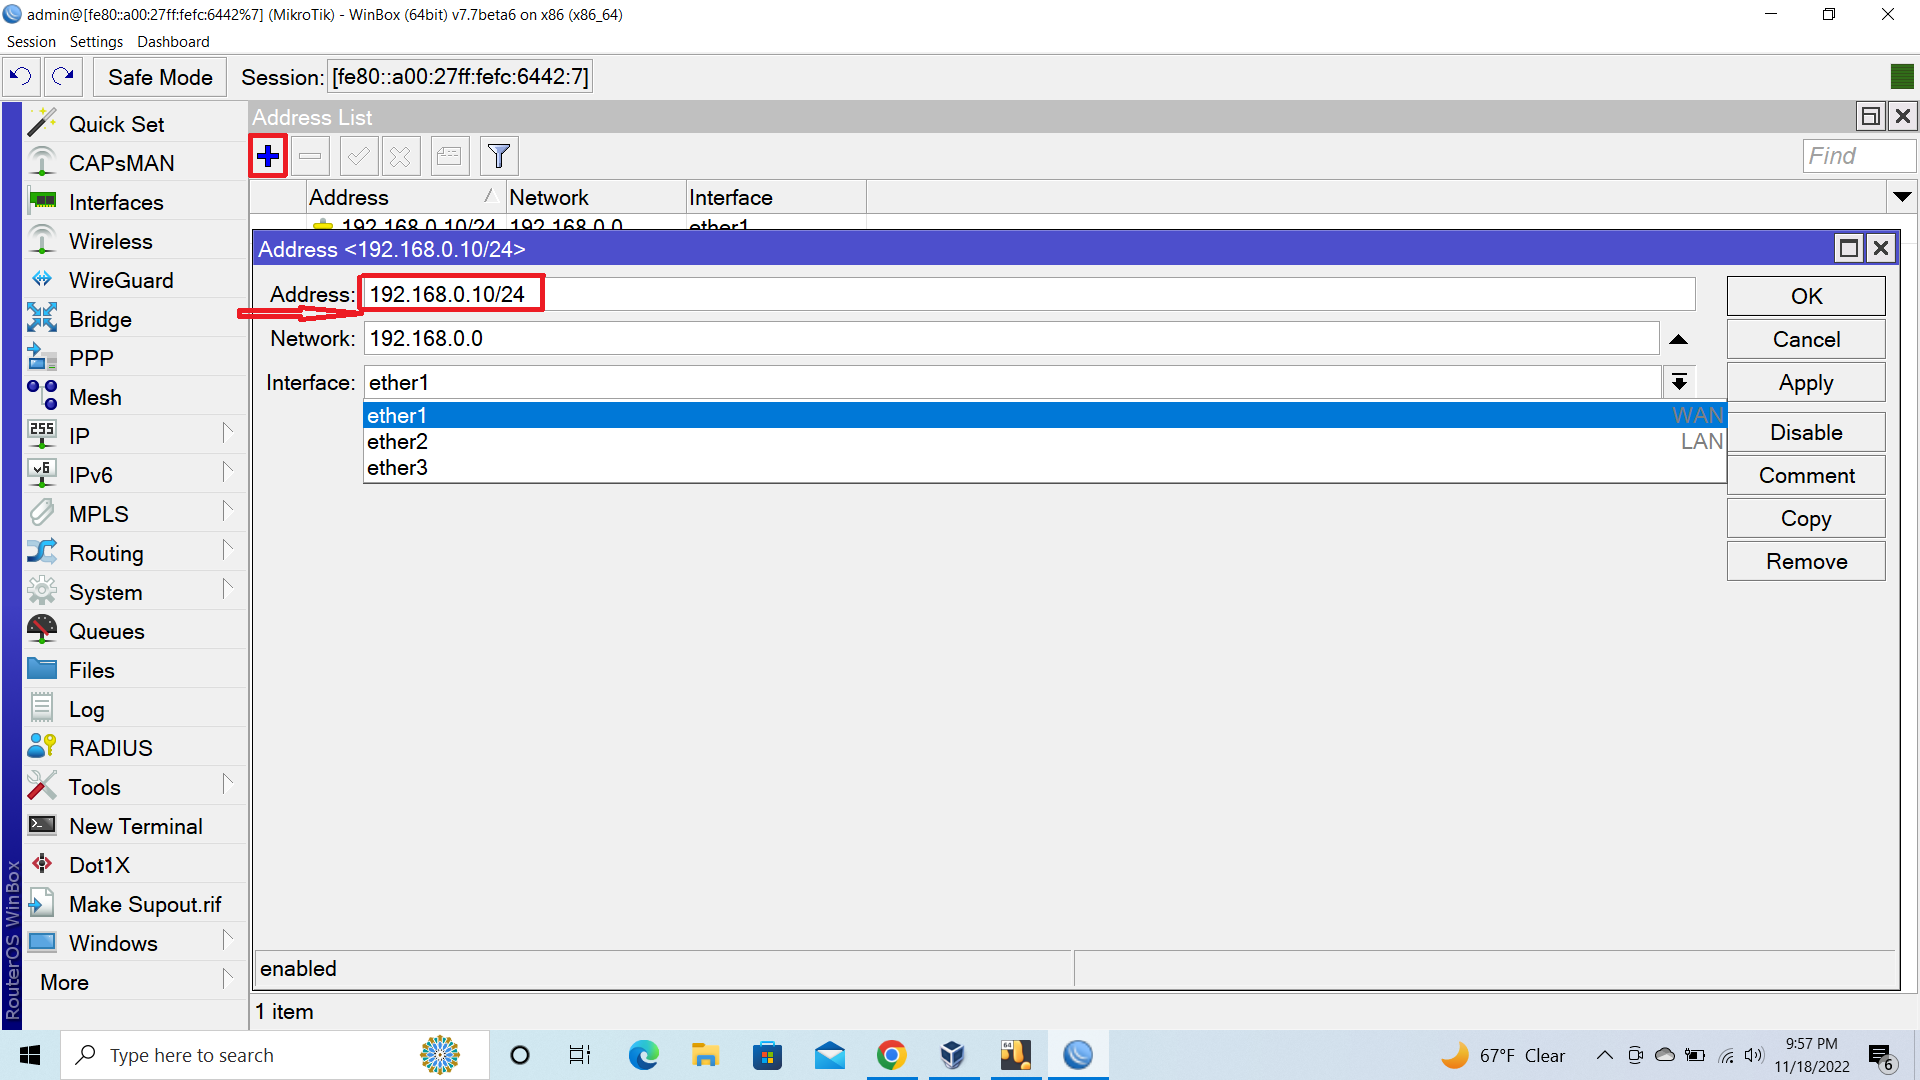 admin@[fe80::a00:27ff:fefc:6442%7] (MikroTik) - WinBox (64bit) v7.7beta6 on x86 (x86_64)
Session Settings Dashboard
Safe Mode Session: [fe80::a00:27ff:fefc:6442:7]
Address List
Find
Address Network Interface
192.168.0.10/24 192.168.0.0 ether1
Address <192.168.0.10/24>
Address: 192.168.0.10/24
Network: 192.168.0.0
Interface: ether1
ether1 WAN
ether2 LAN
ether3
OK
Cancel
Apply
Disable
Comment
Copy
Remove
enabled
1 item
Quick Set
CAPsMAN
Interfaces
Wireless
WireGuard
Bridge
PPP
Mesh
255
IP
v6
IPv6
MPLS
Routing
System
Queues
Files
Log
RADIUS
Tools
New Terminal
Dot1X
Make Supout.rif
Windows
More
RouterOS WinBox
Type here to search
64
67°F Clear
9:57 PM
11/18/2022
6